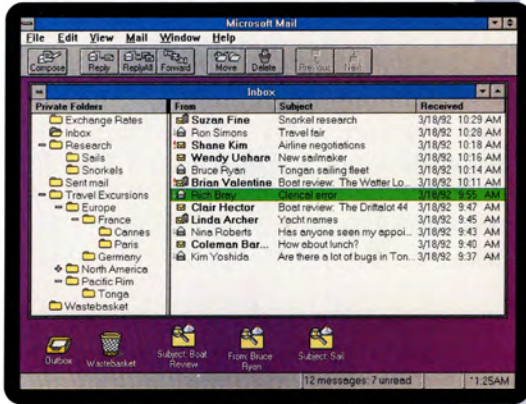 Microsoft Mail
File Edit View Mail Window Help
Compose Reply ReplyAll Forward Move Delete Previous Next
Inbox
Private Folders From Subject Received
Exchange Rates Suzan Fine Snorkel research 3/18/92 10:29 AM
Inbox Ron Simons Travel fair 3/18/92 10:28 AM
Research Shane Kim Airline negotiations 3/18/92 10:18 AM
Sails Wendy Uehara New sailmaker 3/18/92 10:16 AM
Snorkels Bruce Ryan Tongan sailing fleet 3/18/92 10:14 AM
Sent mail Brian Valentine Boat review: The Watter Lo... 3/18/92 10:11 AM
Travel Excursions Rich Bray Clerical error 3/18/92 9:55 AM
Europe Clair Hector Boat review: The Driftalot 44 3/18/92 9:47 AM
France Linda Archer Yacht names 3/18/92 9:45 AM
Cannes Nina Roberts Has anyone seen my appoi... 3/18/92 9:43 AM
Paris Coleman Bar... How about lunch? 3/18/92 9:40 AM
Germany Kim Yoshida Are there a lot of bugs in Ton... 3/18/92 9:37 AM
North America
Pacific Rim
Tonga
Wastebasket
Outbox Wastebasket Subject: Boat Review From: Bruce Ryan Subject: Sail
12 messages: 7 unread 11:25AM